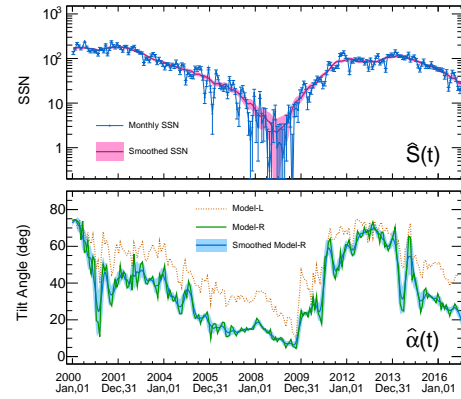 10³
10²
10
1
SSN
Monthly SSN
Smoothed SSN
Ŝ(t)
80
60
40
20
0
Tilt Angle (deg)
Model-L
Model-R
Smoothed Model-R
α̂(t)
2000 2001 2004 2005 2008 2009 2012 2013 2016
Jan,01 Dec,31 Jan,01 Dec,31 Jan,01 Dec,31 Jan,01 Dec,31 Jan,01